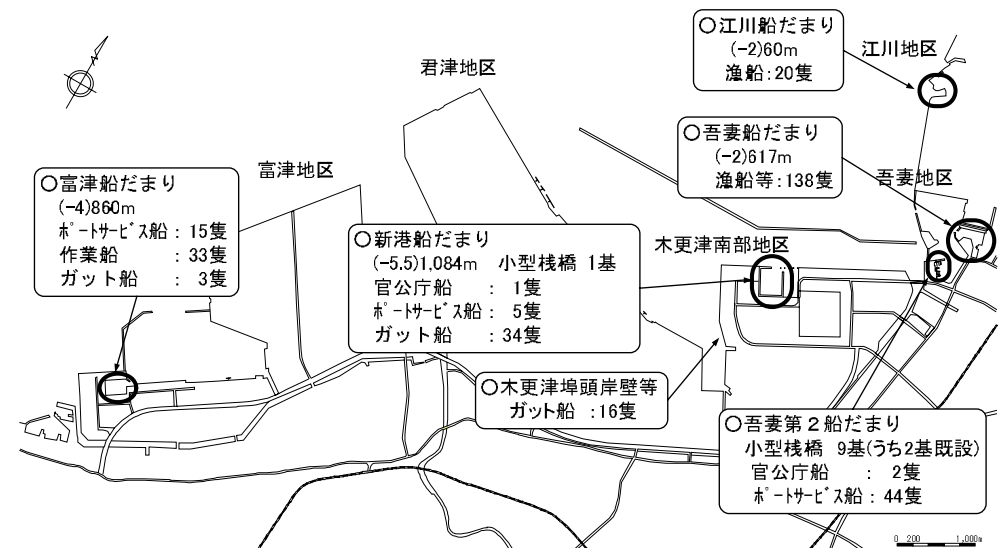 ○江川船だまり
(-2)60m
漁船:20隻
江川地区
君津地区
○吾妻船だまり
(-2)617m
漁船等:138隻
吾妻地区
富津地区
○富津船だまり
(-4)860m
ﾎﾟｰﾄｻｰﾋﾞｽ船 : 15隻
作業船 : 33隻
ガット船 : 3隻
○新港船だまり
(-5.5)1,084m 小型桟橋 1基
官公庁船 : 1隻
ﾎﾟｰﾄｻｰﾋﾞｽ船 : 5隻
ガット船 : 34隻
木更津南部地区
○木更津埠頭岸壁等
ガット船 :16隻
○吾妻第２船だまり
小型桟橋 9基(うち2基既設)
官公庁船 : 2隻
ﾎﾟｰﾄｻｰﾋﾞｽ船 : 44隻
0 200 1,000m